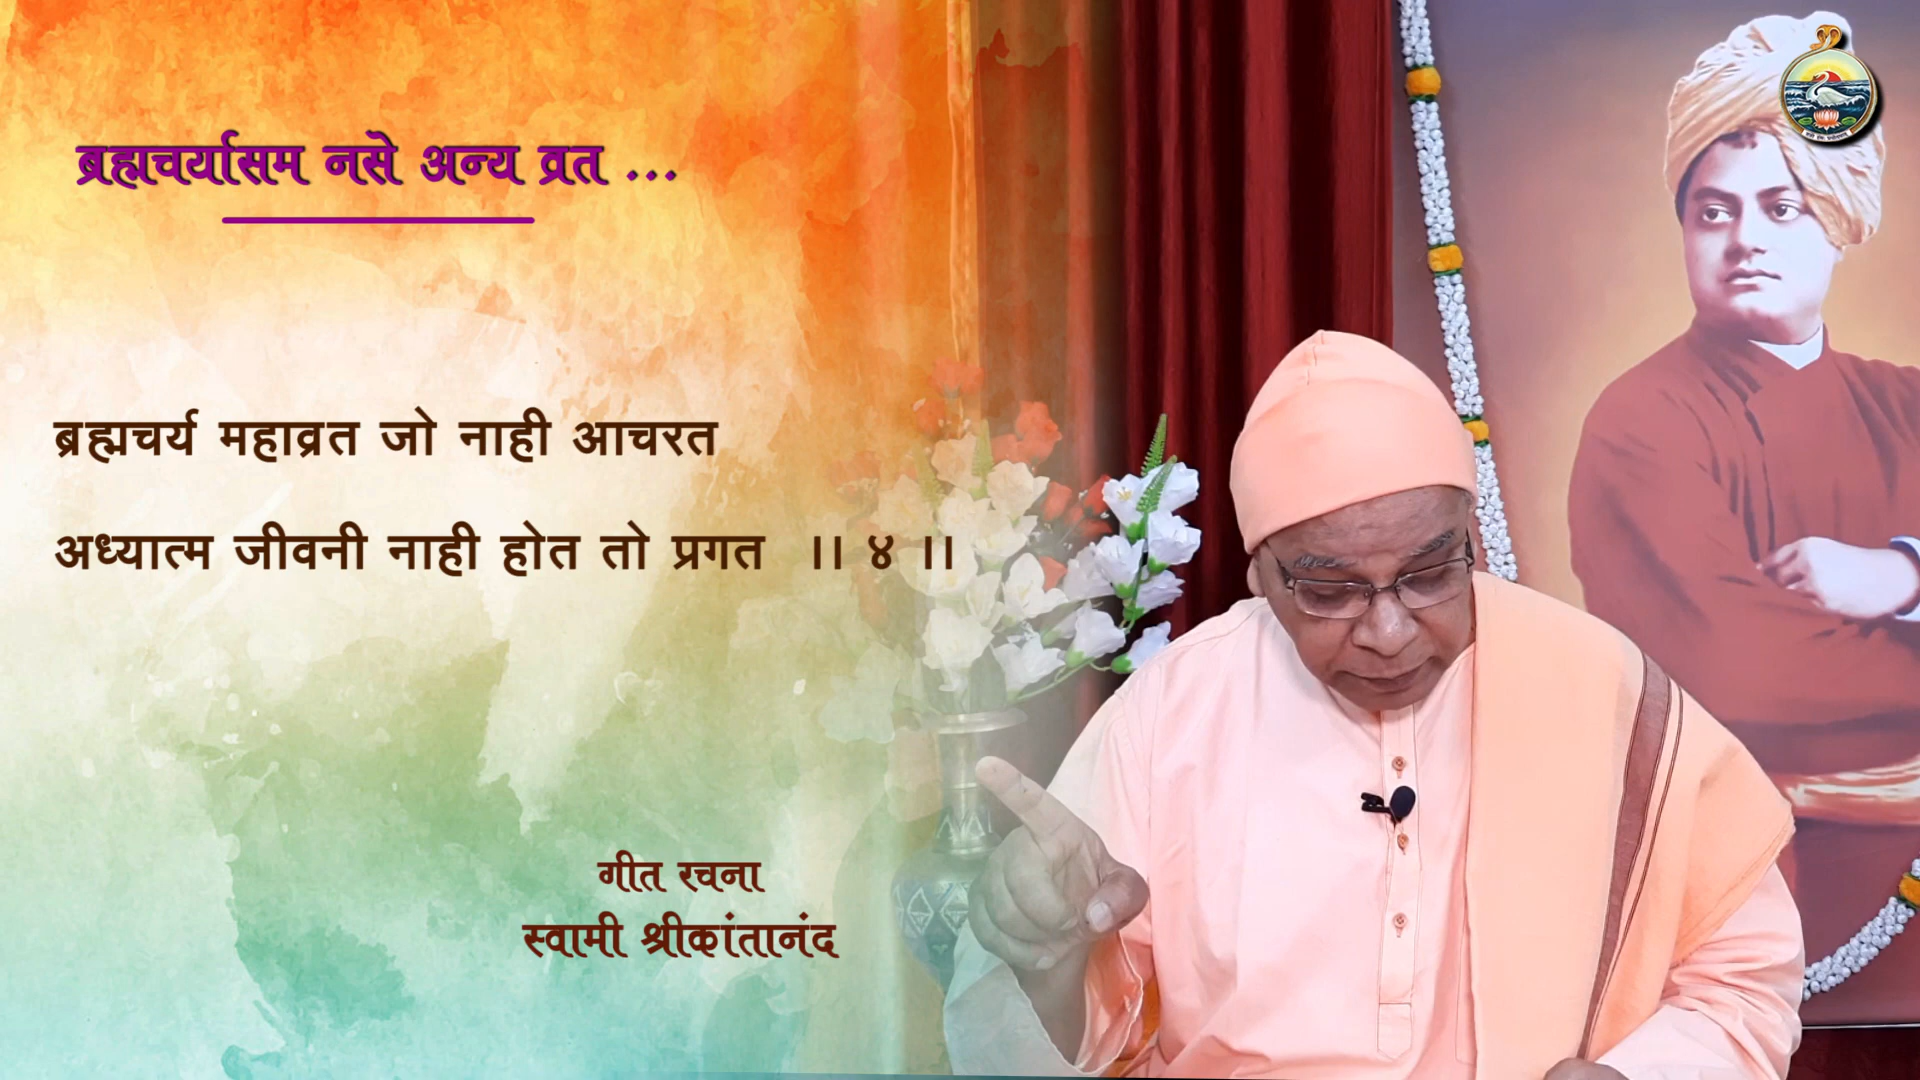 ब्रह्मचर्यासम नसे अन्य व्रत ...
ब्रह्मचर्य महाव्रत जो नाही आचरत
अध्यात्म जीवनी नाही होत तो प्रगत ।। ४ ।।
गीत रचना
स्वामी श्रीकांतानंद